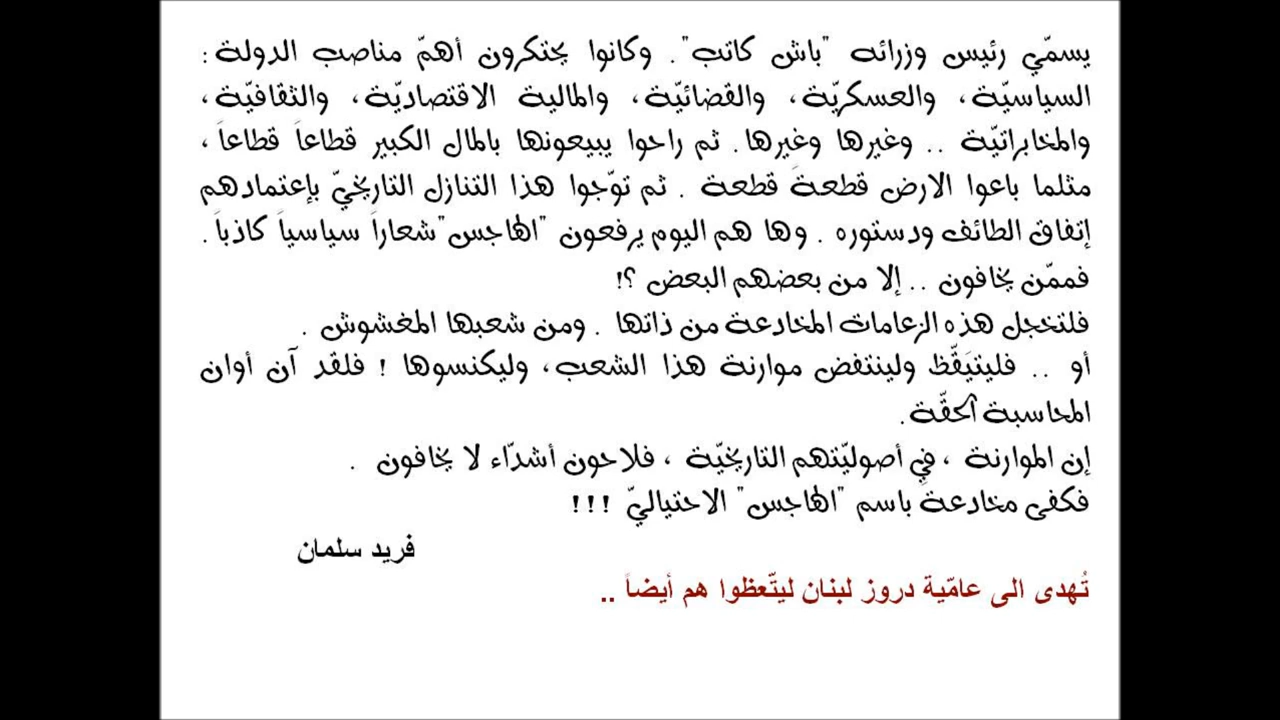 يسمّي رئيس وزرائه "باش كاتب". وكانوا يحتكرون أهمّ مناصب الدولة :
السياسيّة، والعسكريّة، والقضائيّة، والمالية الاقتصاديّة، والثقافيّة،
والمخابراتيّة .. وغيرها وغيرها. ثم راحوا يبيعونها بالمال الكبير قطاعاً قطاعاً ،
مثلما باعوا الارض قطعةً قطعة . ثم توّجوا هذا التنازل التاريخيّ بإعتمادهم
إتفاق الطائف ودستوره . وها هم اليوم يرفعون "الهاجس"شعاراً سياسياً كاذباً .
فممّن يخافون .. إلا من بعضهم البعض ؟!
فلتخجل هذه الزعامات المخادعة من ذاتها . ومن شعبها المغشوش .
أو .. فليتيَقّظ ولينتفض موارنة هذا الشعب، وليكنسوها ! فلقد آن أوان
المحاسبة الحقّة.
إن الموارنة ، في أصوليّتهم التاريخيّة ، فلاحون أشدّاء لا يخافون .
فكفى مخادعةً باسم "الهاجس" الاحتياليّ !!!
فريد سلمان
تُهدى الى عامّية دروز لبنان ليتّعظوا هم أيضاً ..